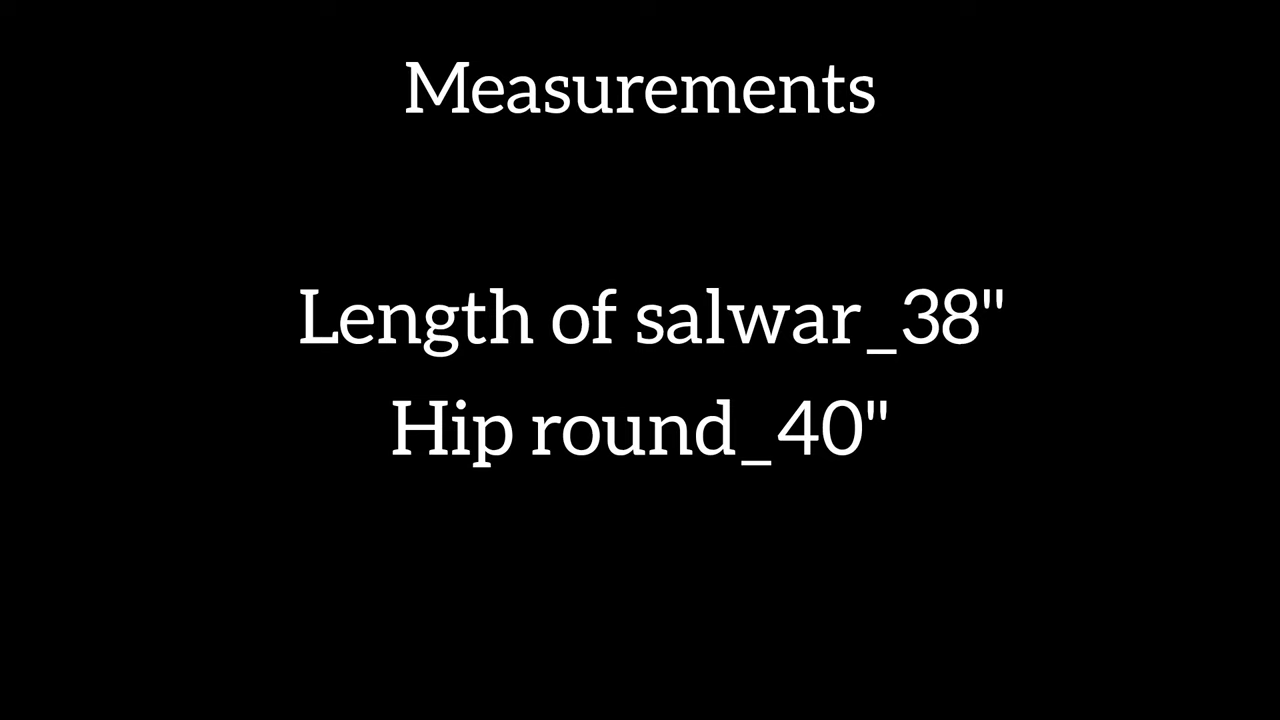 Measurements
Length of salwar_38"
Hip round_40"